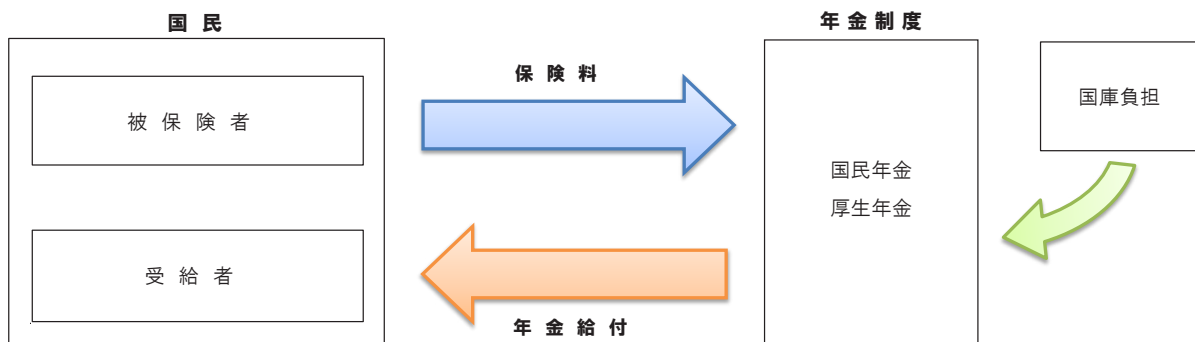 国民
被保険者
受給者
保険料
年金給付
年金制度
国民年金
厚生年金
国庫負担